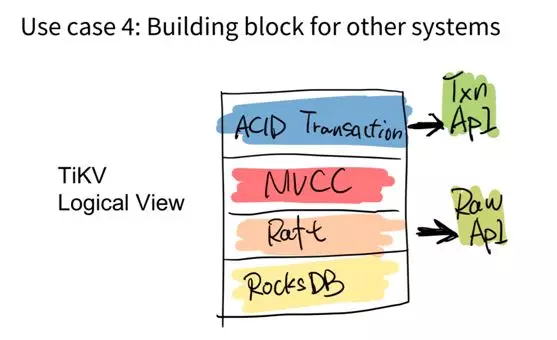 Use case 4: Building block for other systems
TiKV
Logical View
ACID Transaction
MVCC
Raft
RocksDB
Txn
API
Raw
API